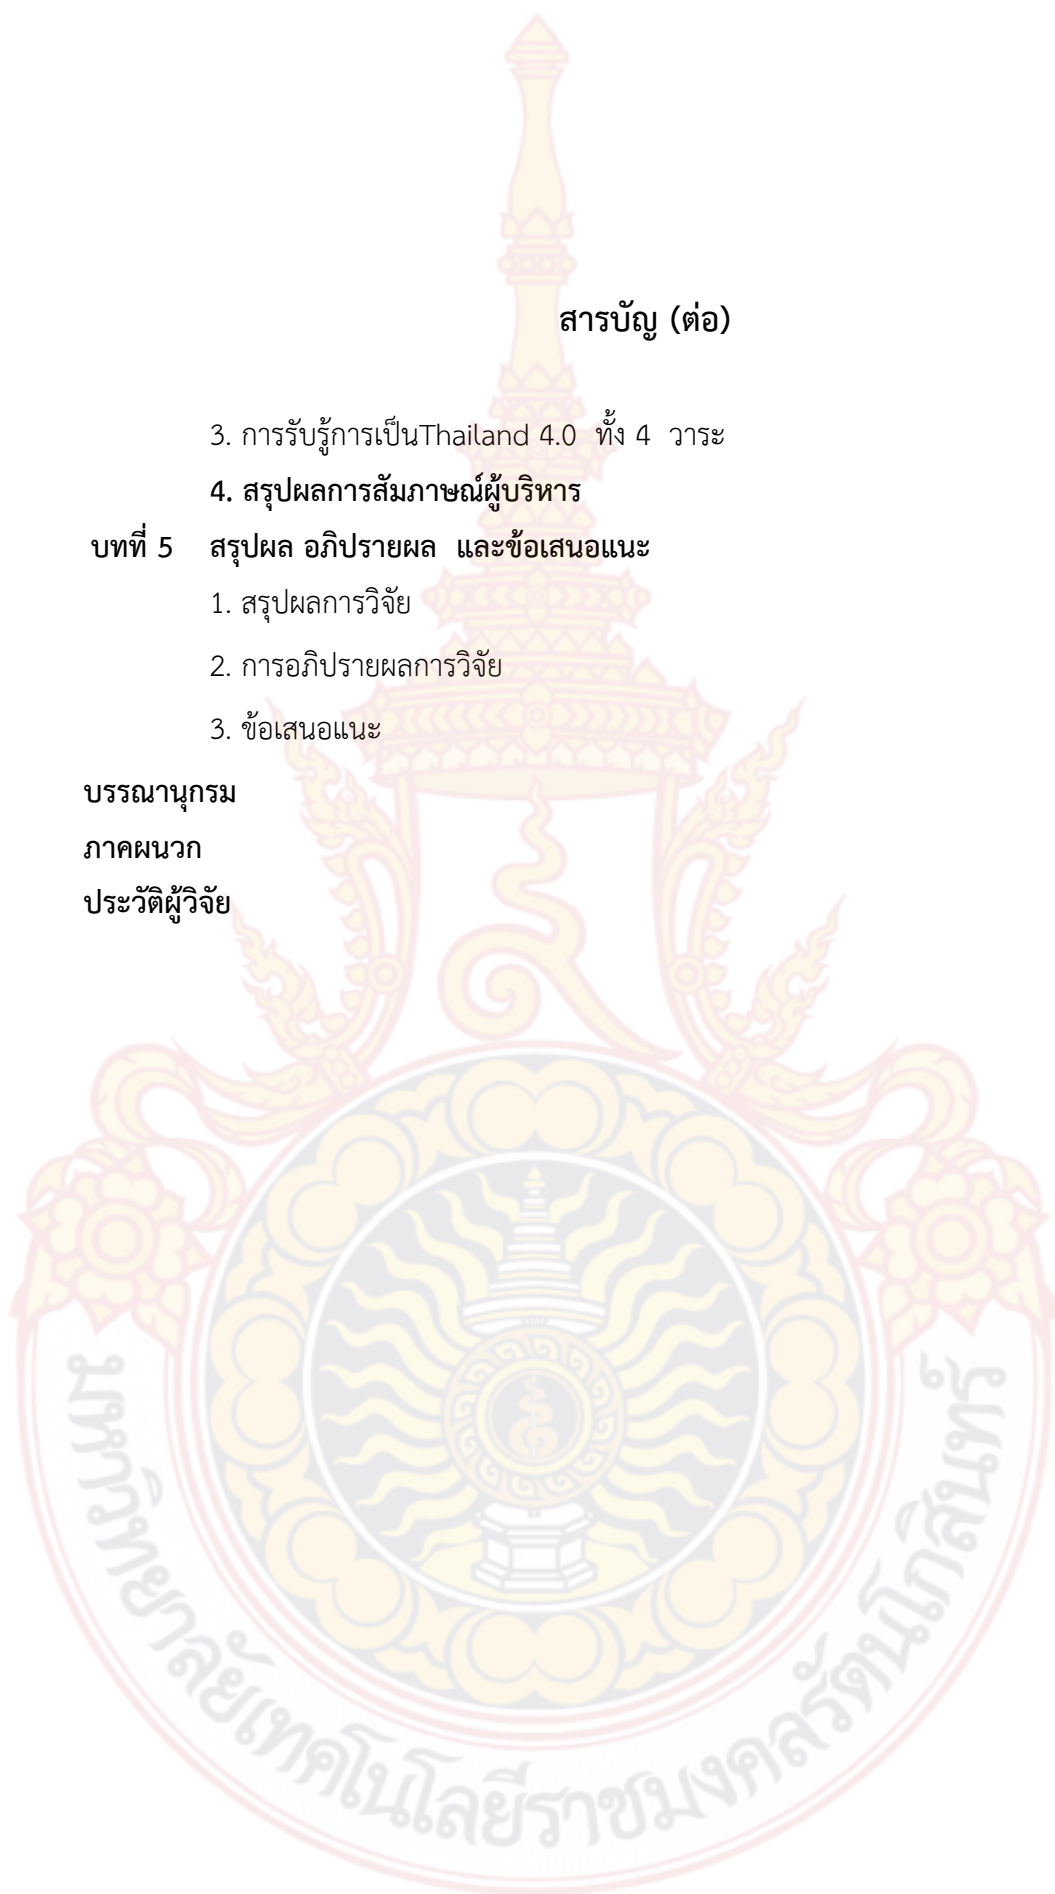 สารบัญ (ต่อ)
3. การรับรู้การเป็นThailand 4.0 ทั้ง 4 วาระ
4. สรุปผลการสัมภาษณ์ผู้บริหาร
บทที่ 5 สรุปผล อภิปรายผล และข้อเสนอแนะ
1. สรุปผลการวิจัย
2. การอภิปรายผลการวิจัย
3. ข้อเสนอแนะ
บรรณานุกรม
ภาคผนวก
ประวัติผู้วิจัย
มหาวิทยาลัยเทคโนโลยีราชมงคลรัตนโกสินทร์